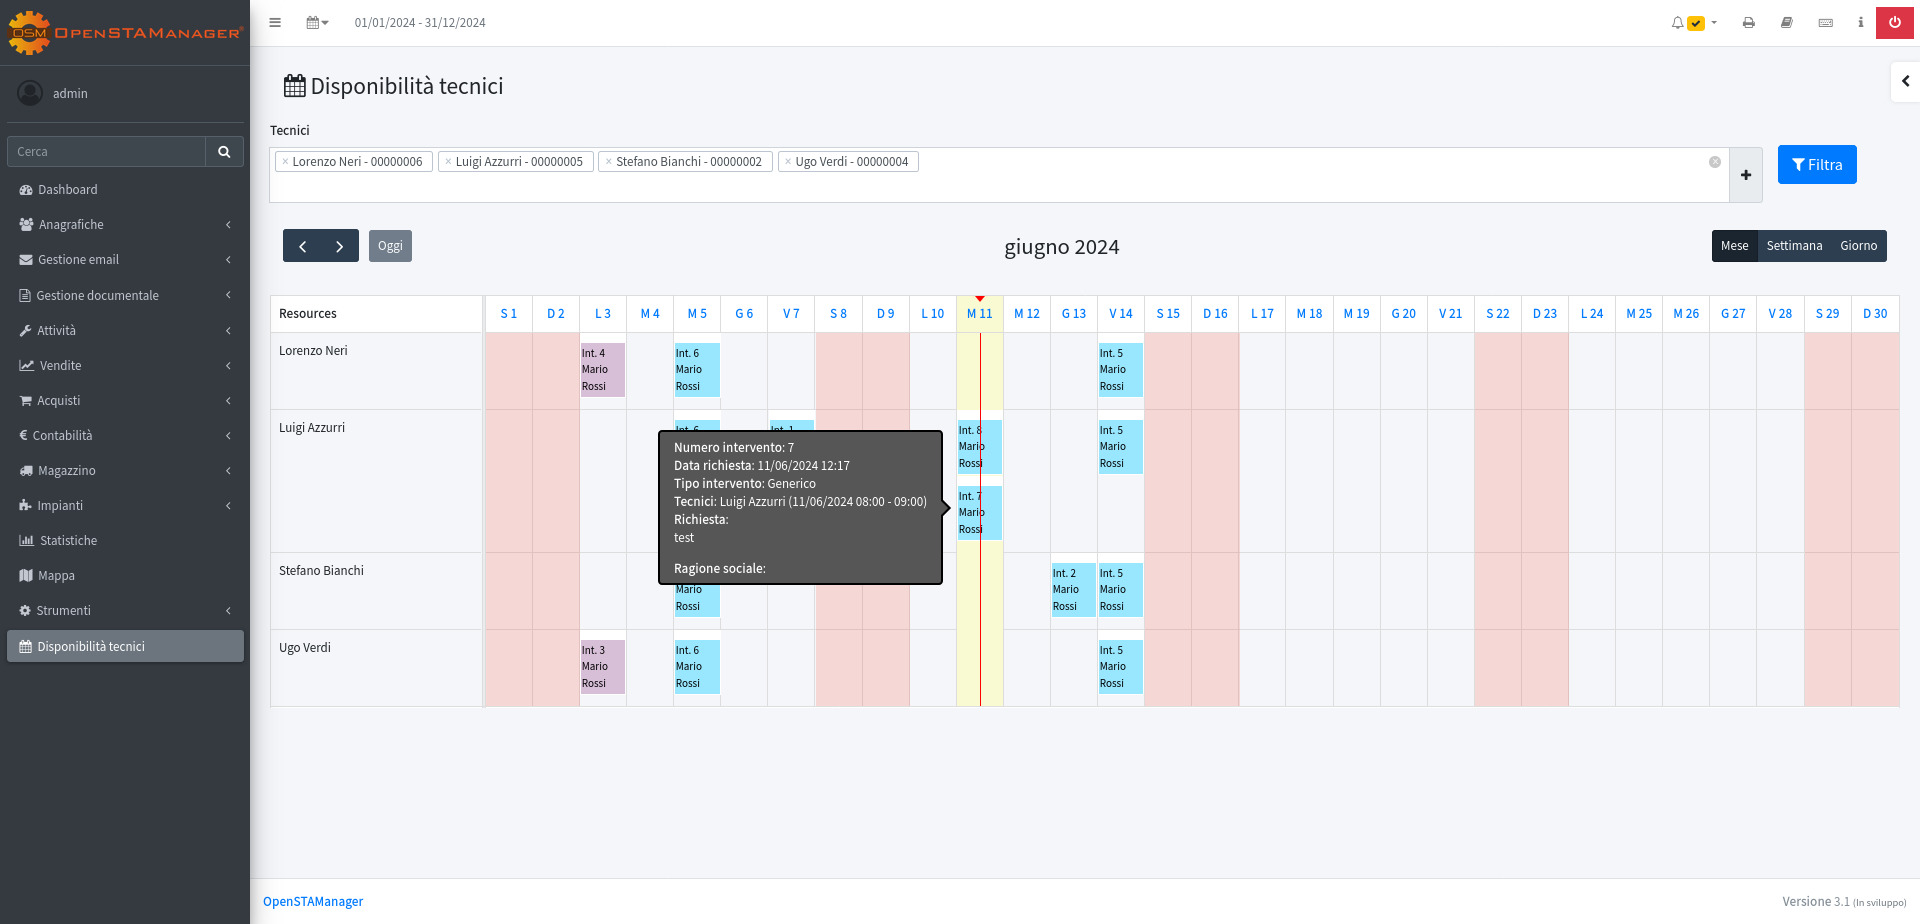 OSM OpenSTAManager®
01/01/2024 - 31/12/2024
admin
Cerca
Dashboard
Anagrafiche
Gestione email
Gestione documentale
Attività
Vendite
Acquisti
Contabilità
Magazzino
Impianti
Statistiche
Mappa
Strumenti
Disponibilità tecnici
Disponibilità tecnici
Tecnici
× Lorenzo Neri - 00000006 × Luigi Azzurri - 00000005 × Stefano Bianchi - 00000002 × Ugo Verdi - 00000004
Filtra
Oggi
giugno 2024
Mese Settimana Giorno
Resources S 1 D 2 L 3 M 4 M 5 G 6 V 7 S 8 D 9 L 10 M 11 M 12 G 13 V 14 S 15 D 16 L 17 M 18 M 19 G 20 V 21 S 22 D 23 L 24 M 25 M 26 G 27 V 28 S 29 D 30
Lorenzo Neri
Int. 4 Int. 6 Int. 5
Mario Mario Mario
Rossi Rossi Rossi
Luigi Azzurri
Int. 6 Int. 1 Int. 8 Int. 5
Mario Mario
Rossi Rossi
Int. 7
Mario
Rossi
Numero intervento: 7
Data richiesta: 11/06/2024 12:17
Tipo intervento: Generico
Tecnici: Luigi Azzurri (11/06/2024 08:00 - 09:00)
Richiesta:
test
Ragione sociale:
Stefano Bianchi
Int. 2 Int. 5
Mario Mario Mario
Rossi Rossi Rossi
Ugo Verdi
Int. 3 Int. 6 Int. 5
Mario Mario Mario
Rossi Rossi Rossi
OpenSTAManager
Versione 3.1 (In sviluppo)